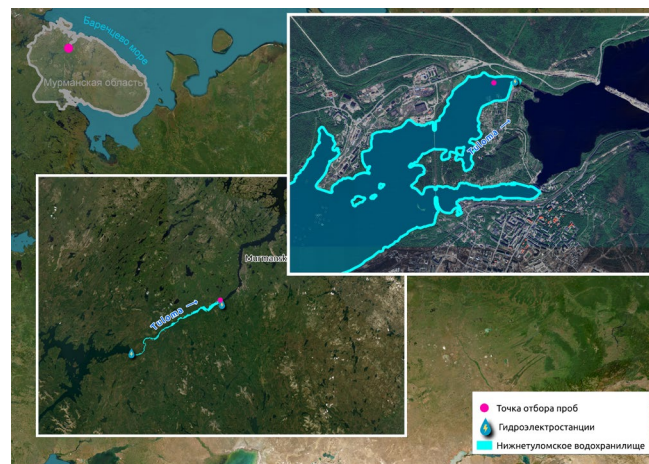 Баренцево море
Мурманская область
Tuloma →
Murmansk
Tuloma →
Точка отбора проб
Гидроэлектростанции
Нижнетуломское водохранилище